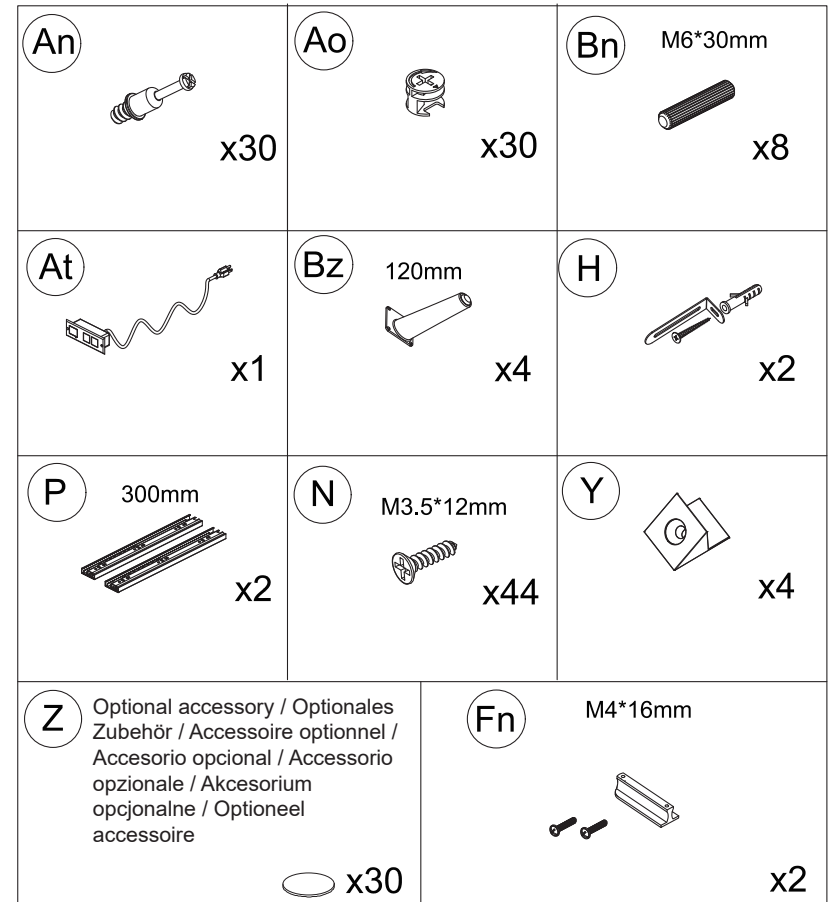 An
x30
Ao
x30
Bn M6*30mm
x8
At
x1
Bz 120mm
x4
H
x2
P 300mm
x2
N M3.5*12mm
x44
Y
x4
Z Optional accessory / Optionales
Zubehör / Accessoire optionnel /
Accesorio opcional / Accessorio
opzionale / Akcesorium
opcjonalne / Optioneel
accessoire
x30
Fn M4*16mm
x2